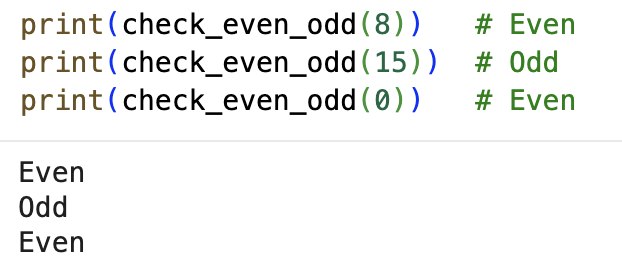 print(check_even_odd(8))   # Even
print(check_even_odd(15))  # Odd
print(check_even_odd(0))   # Even
Even
Odd
Even